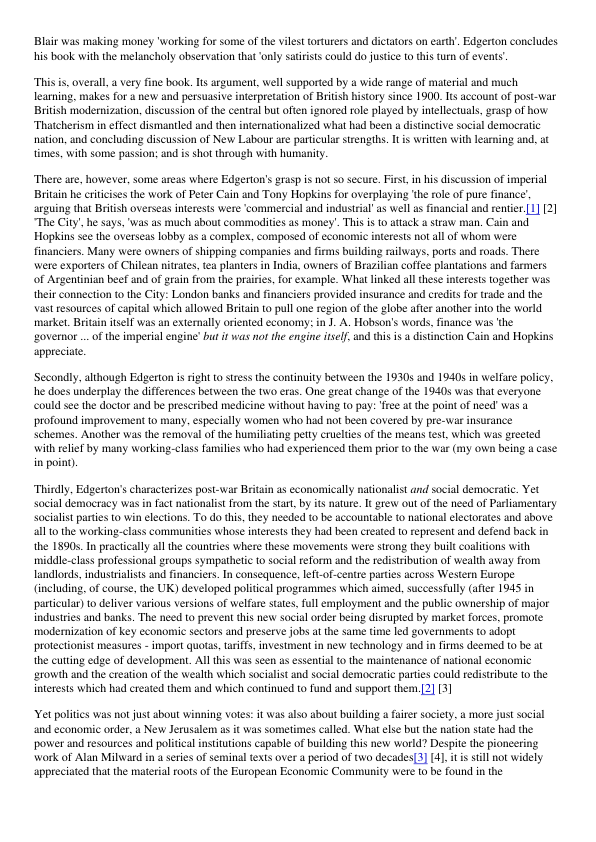 Blair was making money 'working for some of the vilest torturers and dictators on earth'. Edgerton concludes
his book with the melancholy observation that 'only satirists could do justice to this turn of events'.
This is, overall, a very fine book. Its argument, well supported by a wide range of material and much
learning, makes for a new and persuasive interpretation of British history since 1900. Its account of post-war
British modernization, discussion of the central but often ignored role played by intellectuals, grasp of how
Thatcherism in effect dismantled and then internationalized what had been a distinctive social democratic
nation, and concluding discussion of New Labour are particular strengths. It is written with learning and, at
times, with some passion; and is shot through with humanity.
There are, however, some areas where Edgerton's grasp is not so secure. First, in his discussion of imperial
Britain he criticises the work of Peter Cain and Tony Hopkins for overplaying 'the role of pure finance',
arguing that British overseas interests were 'commercial and industrial' as well as financial and rentier.[1] [2]
'The City', he says, 'was as much about commodities as money'. This is to attack a straw man. Cain and
Hopkins see the overseas lobby as a complex, composed of economic interests not all of whom were
financiers. Many were owners of shipping companies and firms building railways, ports and roads. There
were exporters of Chilean nitrates, tea planters in India, owners of Brazilian coffee plantations and farmers
of Argentinian beef and of grain from the prairies, for example. What linked all these interests together was
their connection to the City: London banks and financiers provided insurance and credits for trade and the
vast resources of capital which allowed Britain to pull one region of the globe after another into the world
market. Britain itself was an externally oriented economy; in J. A. Hobson's words, finance was 'the
governor ... of the imperial engine' but it was not the engine itself, and this is a distinction Cain and Hopkins
appreciate.
Secondly, although Edgerton is right to stress the continuity between the 1930s and 1940s in welfare policy,
he does underplay the differences between the two eras. One great change of the 1940s was that everyone
could see the doctor and be prescribed medicine without having to pay: 'free at the point of need' was a
profound improvement to many, especially women who had not been covered by pre-war insurance
schemes. Another was the removal of the humiliating petty cruelties of the means test, which was greeted
with relief by many working-class families who had experienced them prior to the war (my own being a case
in point).
Thirdly, Edgerton's characterizes post-war Britain as economically nationalist and social democratic. Yet
social democracy was in fact nationalist from the start, by its nature. It grew out of the need of Parliamentary
socialist parties to win elections. To do this, they needed to be accountable to national electorates and above
all to the working-class communities whose interests they had been created to represent and defend back in
the 1890s. In practically all the countries where these movements were strong they built coalitions with
middle-class professional groups sympathetic to social reform and the redistribution of wealth away from
landlords, industrialists and financiers. In consequence, left-of-centre parties across Western Europe
(including, of course, the UK) developed political programmes which aimed, successfully (after 1945 in
particular) to deliver various versions of welfare states, full employment and the public ownership of major
industries and banks. The need to prevent this new social order being disrupted by market forces, promote
modernization of key economic sectors and preserve jobs at the same time led governments to adopt
protectionist measures - import quotas, tariffs, investment in new technology and in firms deemed to be at
the cutting edge of development. All this was seen as essential to the maintenance of national economic
growth and the creation of the wealth which socialist and social democratic parties could redistribute to the
interests which had created them and which continued to fund and support them.[2] [3]
Yet politics was not just about winning votes: it was also about building a fairer society, a more just social
and economic order, a New Jerusalem as it was sometimes called. What else but the nation state had the
power and resources and political institutions capable of building this new world? Despite the pioneering
work of Alan Milward in a series of seminal texts over a period of two decades[3] [4], it is still not widely
appreciated that the material roots of the European Economic Community were to be found in the